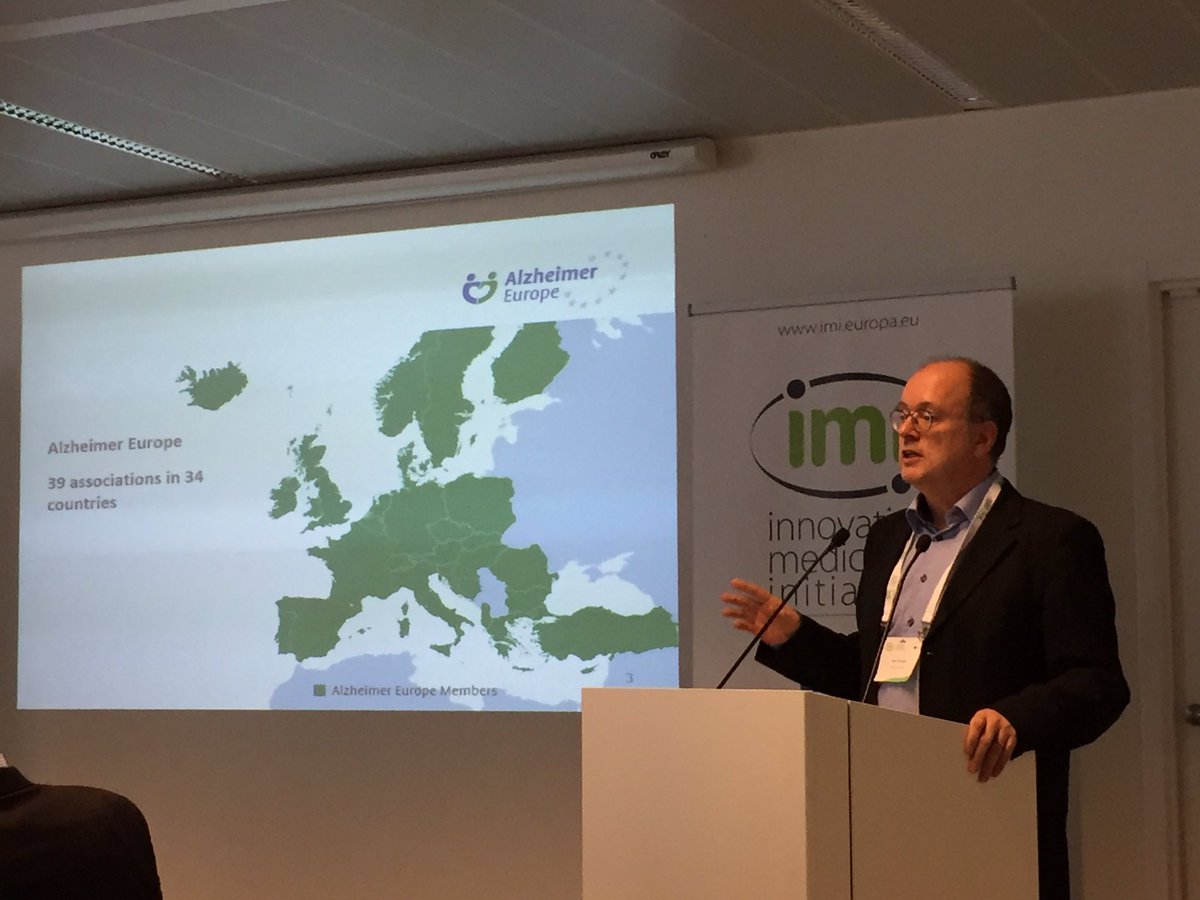 Alzheimer
Europe
Alzheimer Europe
39 associations in 34
countries
Alzheimer Europe Members
3
www.imi.europa.eu
imi
innovati
medic
initia